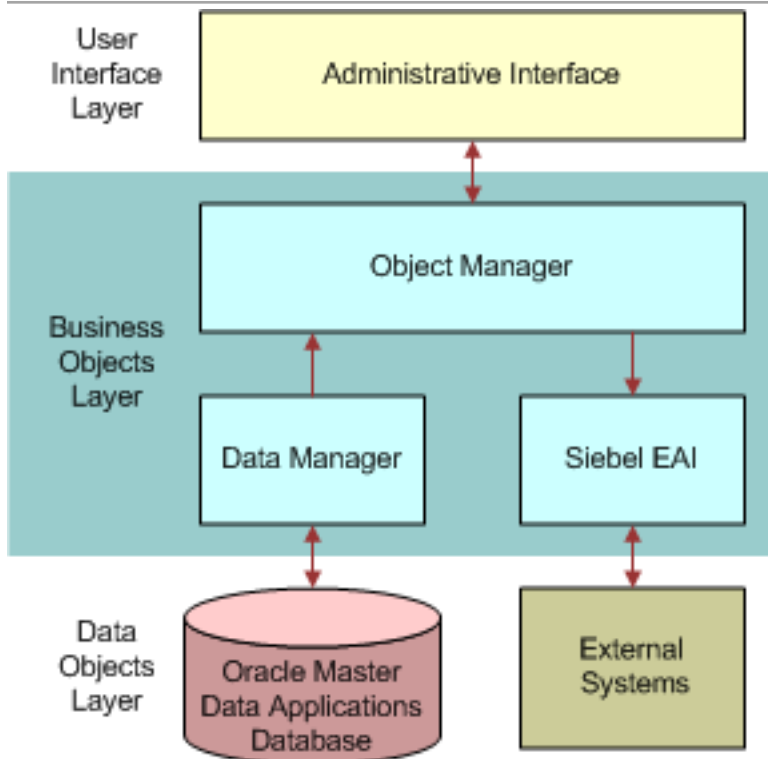 User
Interface
Layer
Administrative Interface
Object Manager
Business
Objects
Layer
Data Manager
Siebel EAI
Data
Objects
Layer
Oracle Master
Data Applications
Database
External
Systems